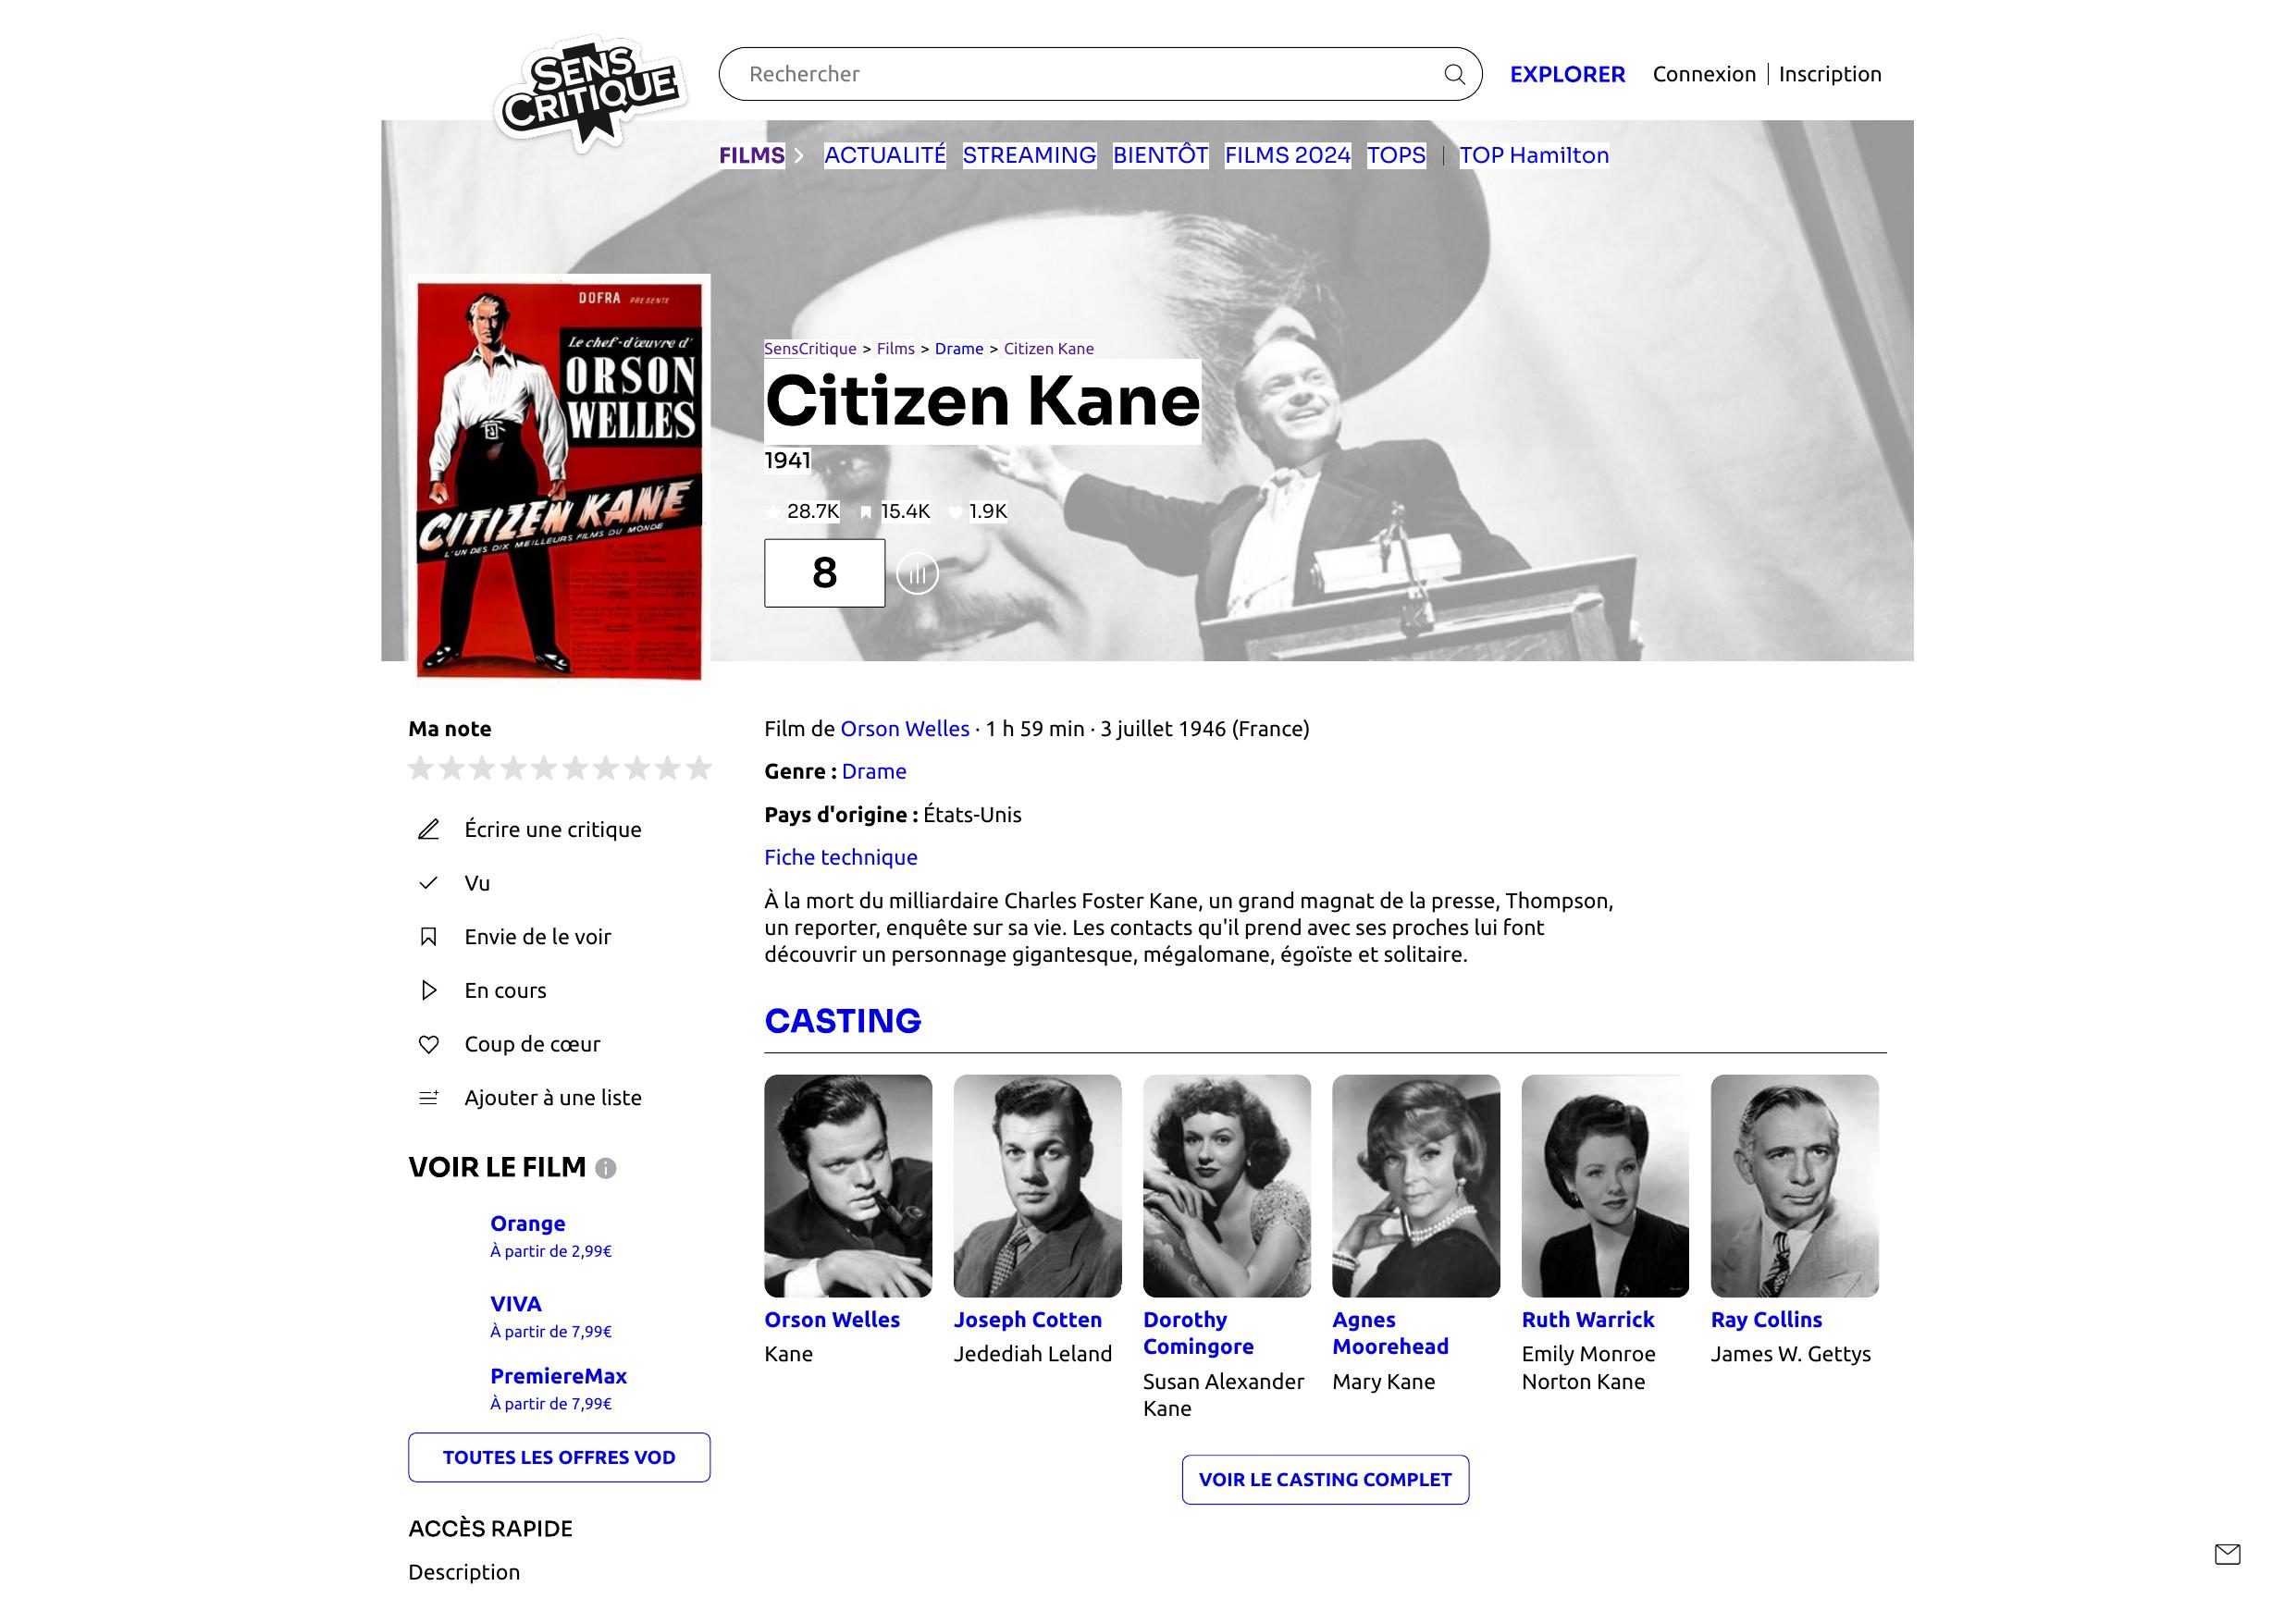 SENS
CRITIQUE
Rechercher
EXPLORER
Connexion
Inscription
FILMS
ACTUALITÉ
STREAMING
BIENTÔT
FILMS 2024
TOPS
TOP Hamilton
DOFRA PRESENTE
Le chef-d'œuvre d'
ORSON
WELLES
CITIZEN KANE
L'UN DES DIX MEILLEURS FILMS DU MONDE
SensCritique > Films > Drame > Citizen Kane
Citizen Kane
1941
28.7K 15.4K 1.9K
8
Ma note
Écrire une critique
Vu
Envie de le voir
En cours
Coup de cœur
Ajouter à une liste
VOIR LE FILM
Orange
À partir de 2,99€
VIVA
À partir de 7,99€
PremiereMax
À partir de 7,99€
TOUTES LES OFFRES VOD
ACCÈS RAPIDE
Description
Film de Orson Welles · 1 h 59 min · 3 juillet 1946 (France)
Genre : Drame
Pays d'origine : États-Unis
Fiche technique
À la mort du milliardaire Charles Foster Kane, un grand magnat de la presse, Thompson,
un reporter, enquête sur sa vie. Les contacts qu'il prend avec ses proches lui font
découvrir un personnage gigantesque, mégalomane, égoïste et solitaire.
CASTING
Orson Welles
Kane
Joseph Cotten
Jedediah Leland
Dorothy
Comingore
Susan Alexander
Kane
Agnes
Moorehead
Mary Kane
Ruth Warrick
Emily Monroe
Norton Kane
Ray Collins
James W. Gettys
VOIR LE CASTING COMPLET